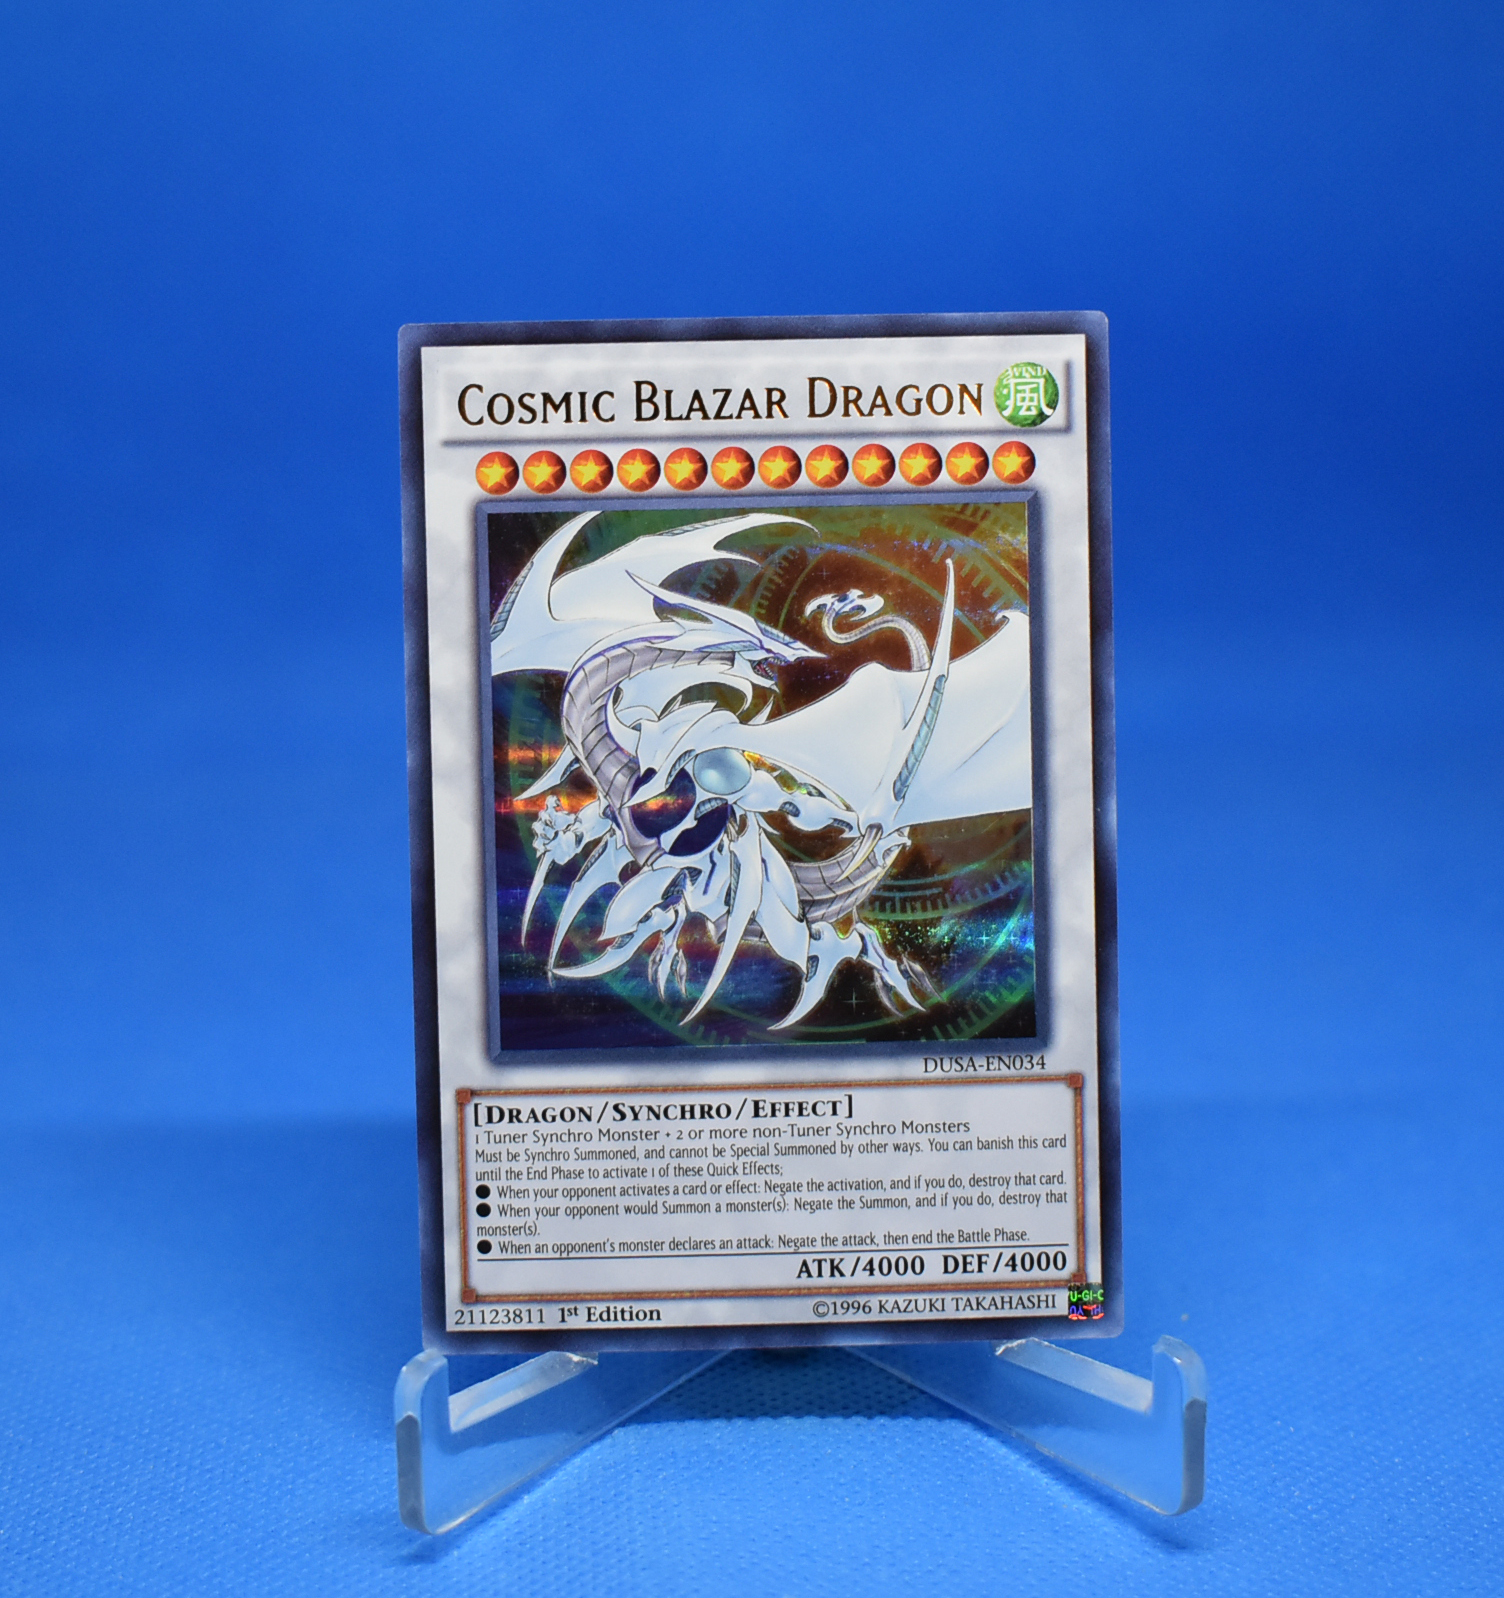 COSMIC BLAZAR DRAGON
WIND
風
DUSA-EN034
[DRAGON/SYNCHRO/EFFECT]
1 Tuner Synchro Monster + 2 or more non-Tuner Synchro Monsters
Must be Synchro Summoned, and cannot be Special Summoned by other ways. You can banish this card
until the End Phase to activate 1 of these Quick Effects;
● When your opponent activates a card or effect: Negate the activation, and if you do, destroy that card.
● When your opponent would Summon a monster(s): Negate the Summon, and if you do, destroy that
monster(s).
● When an opponent's monster declares an attack: Negate the attack, then end the Battle Phase.
ATK/4000 DEF/4000
21123811 1st Edition
©1996 KAZUKI TAKAHASHI
U-GI-O